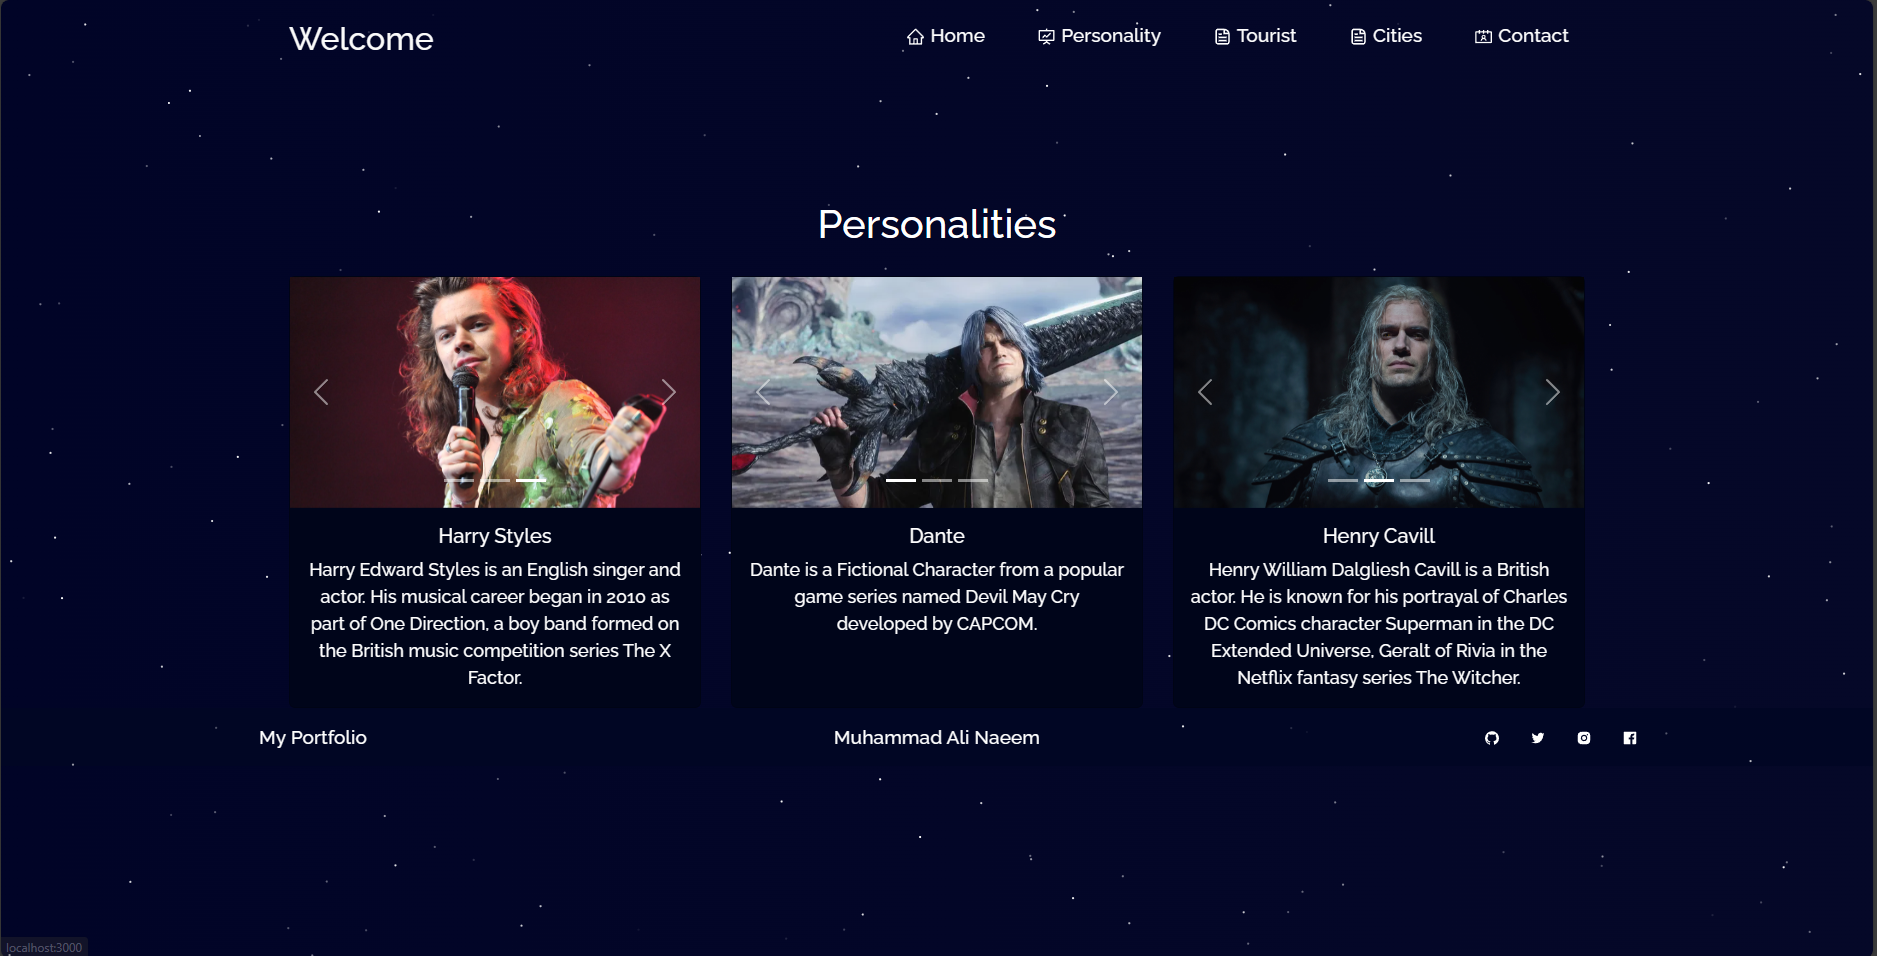 Welcome
Home
Personality
Tourist
Cities
Contact
Personalities
Harry Styles
Harry Edward Styles is an English singer and
actor. His musical career began in 2010 as
part of One Direction, a boy band formed on
the British music competition series The X
Factor.
Dante
Dante is a Fictional Character from a popular
game series named Devil May Cry
developed by CAPCOM.
Henry Cavill
Henry William Dalgliesh Cavill is a British
actor. He is known for his portrayal of Charles
DC Comics character Superman in the DC
Extended Universe, Geralt of Rivia in the
Netflix fantasy series The Witcher.
My Portfolio
Muhammad Ali Naeem
localhost:3000